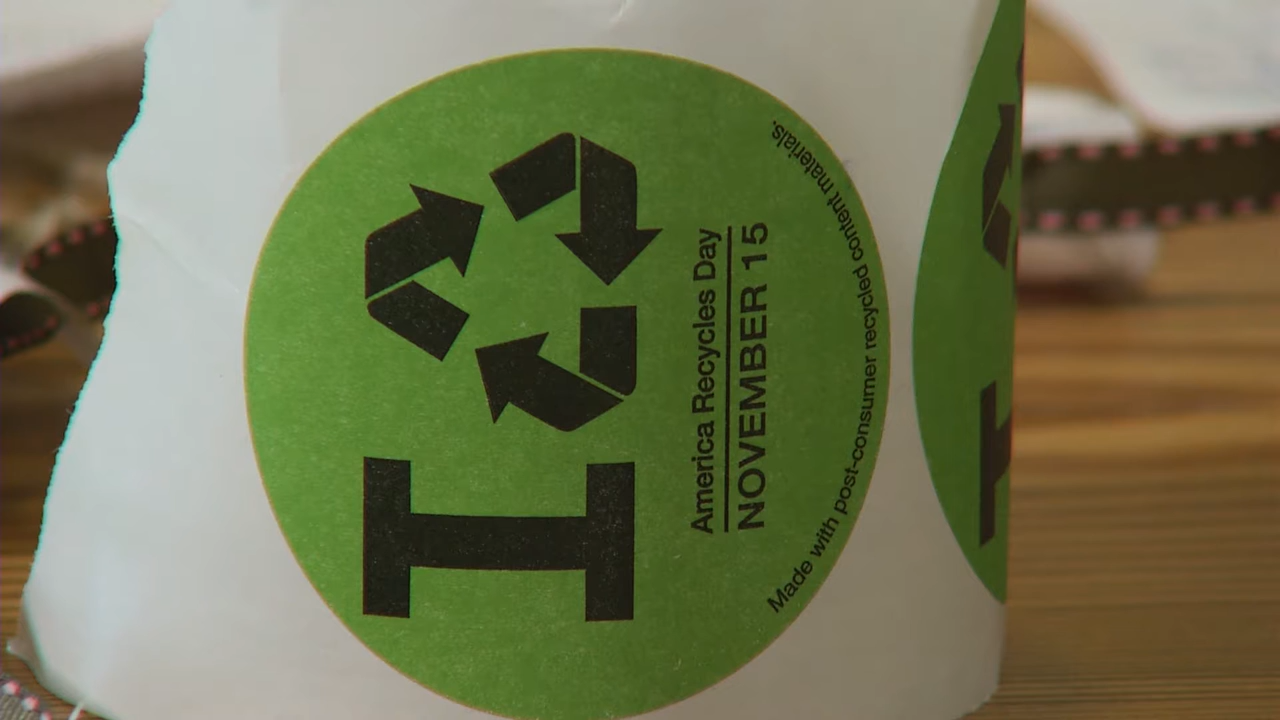 I
America Recycles Day
NOVEMBER 15
Made with post-consumer recycled content materials.
I